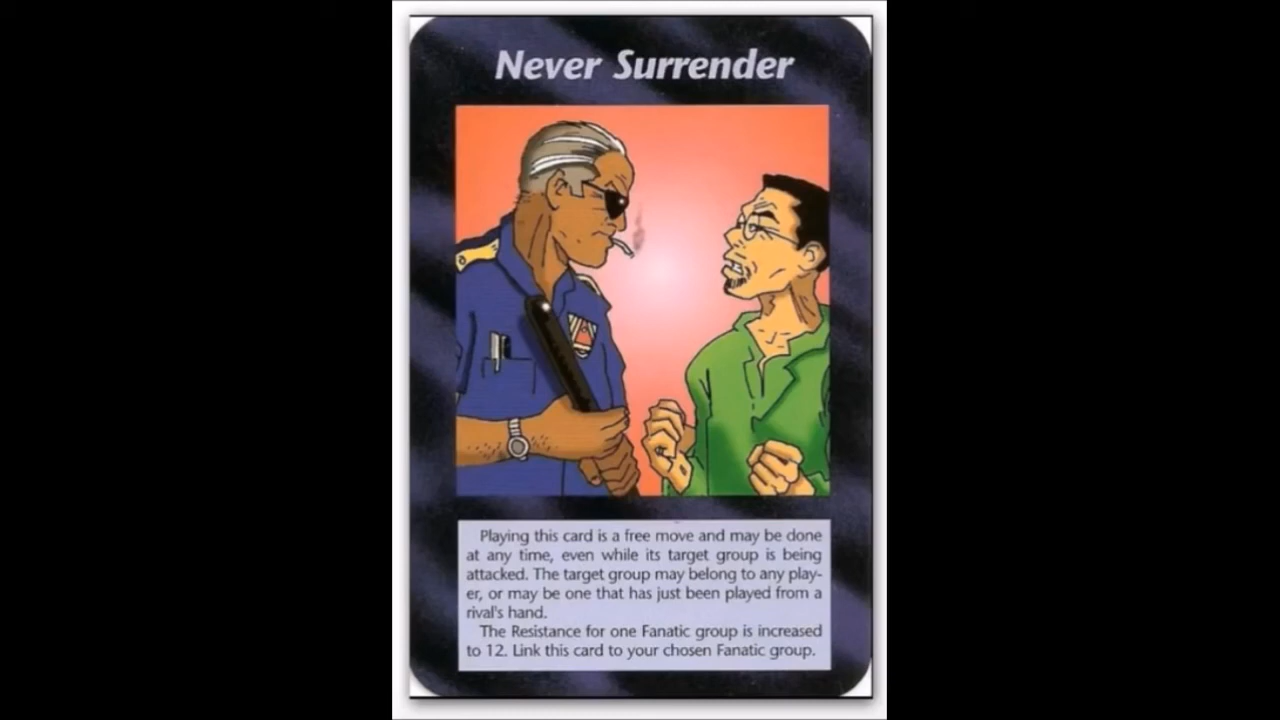 Never Surrender
Playing this card is a free move and may be done
at any time, even while its target group is being
attacked. The target group may belong to any play-
er, or may be one that has just been played from a
rival's hand.
The Resistance for one Fanatic group is increased
to 12. Link this card to your chosen Fanatic group.